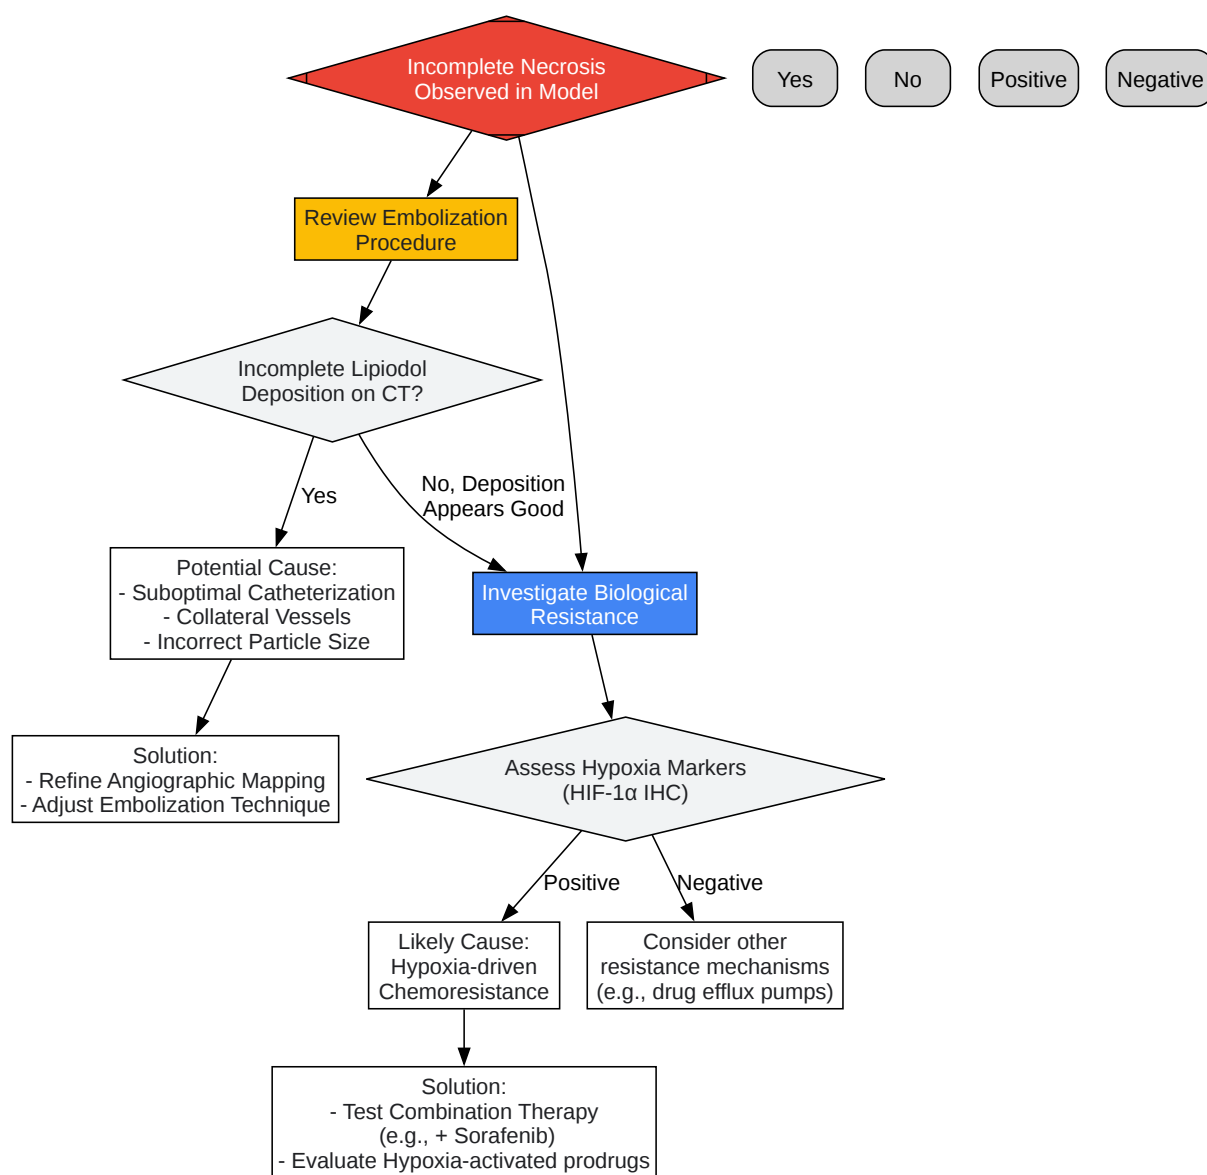 Incomplete Necrosis
Observed in Model
Yes
No
Positive
Negative
Review Embolization
Procedure
Incomplete Lipiodol
Deposition on CT?
Yes
No, Deposition
Appears Good
Potential Cause:
- Suboptimal Catheterization
- Collateral Vessels
- Incorrect Particle Size
Investigate Biological
Resistance
Solution:
- Refine Angiographic Mapping
- Adjust Embolization Technique
Assess Hypoxia Markers
(HIF-1α IHC)
Positive
Negative
Likely Cause:
Hypoxia-driven
Chemoresistance
Consider other
resistance mechanisms
(e.g., drug efflux pumps)
Solution:
- Test Combination Therapy
(e.g., + Sorafenib)
- Evaluate Hypoxia-activated prodrugs